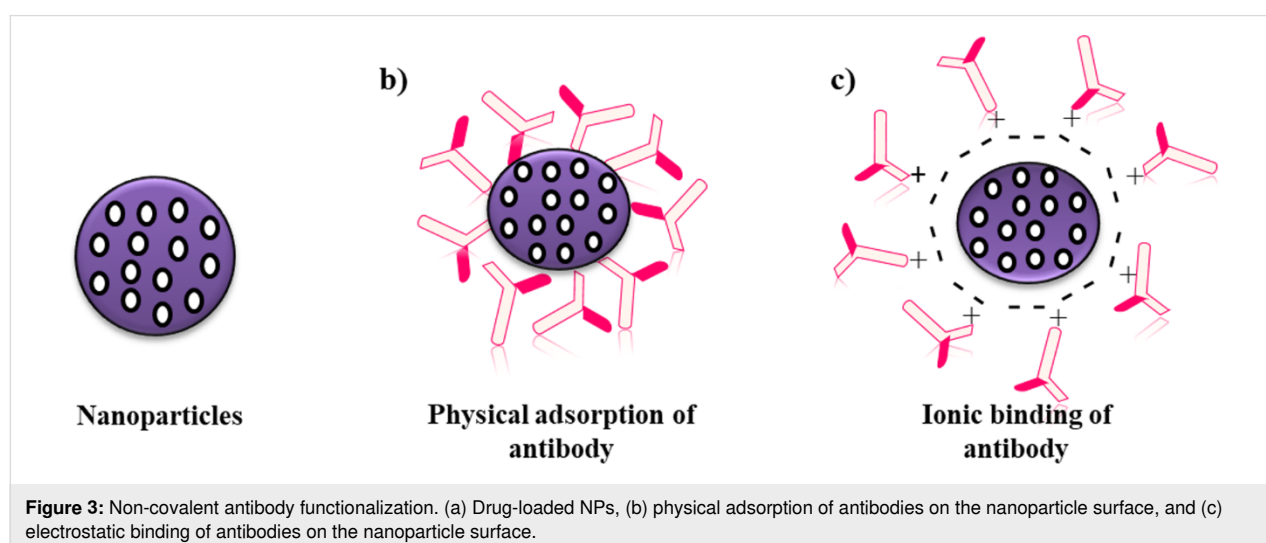 b)
c)
+ +
+ +
+ +
+ +
Nanoparticles
Physical adsorption of
antibody
Ionic binding of
antibody
Figure 3: Non-covalent antibody functionalization. (a) Drug-loaded NPs, (b) physical adsorption of antibodies on the nanoparticle surface, and (c)
electrostatic binding of antibodies on the nanoparticle surface.